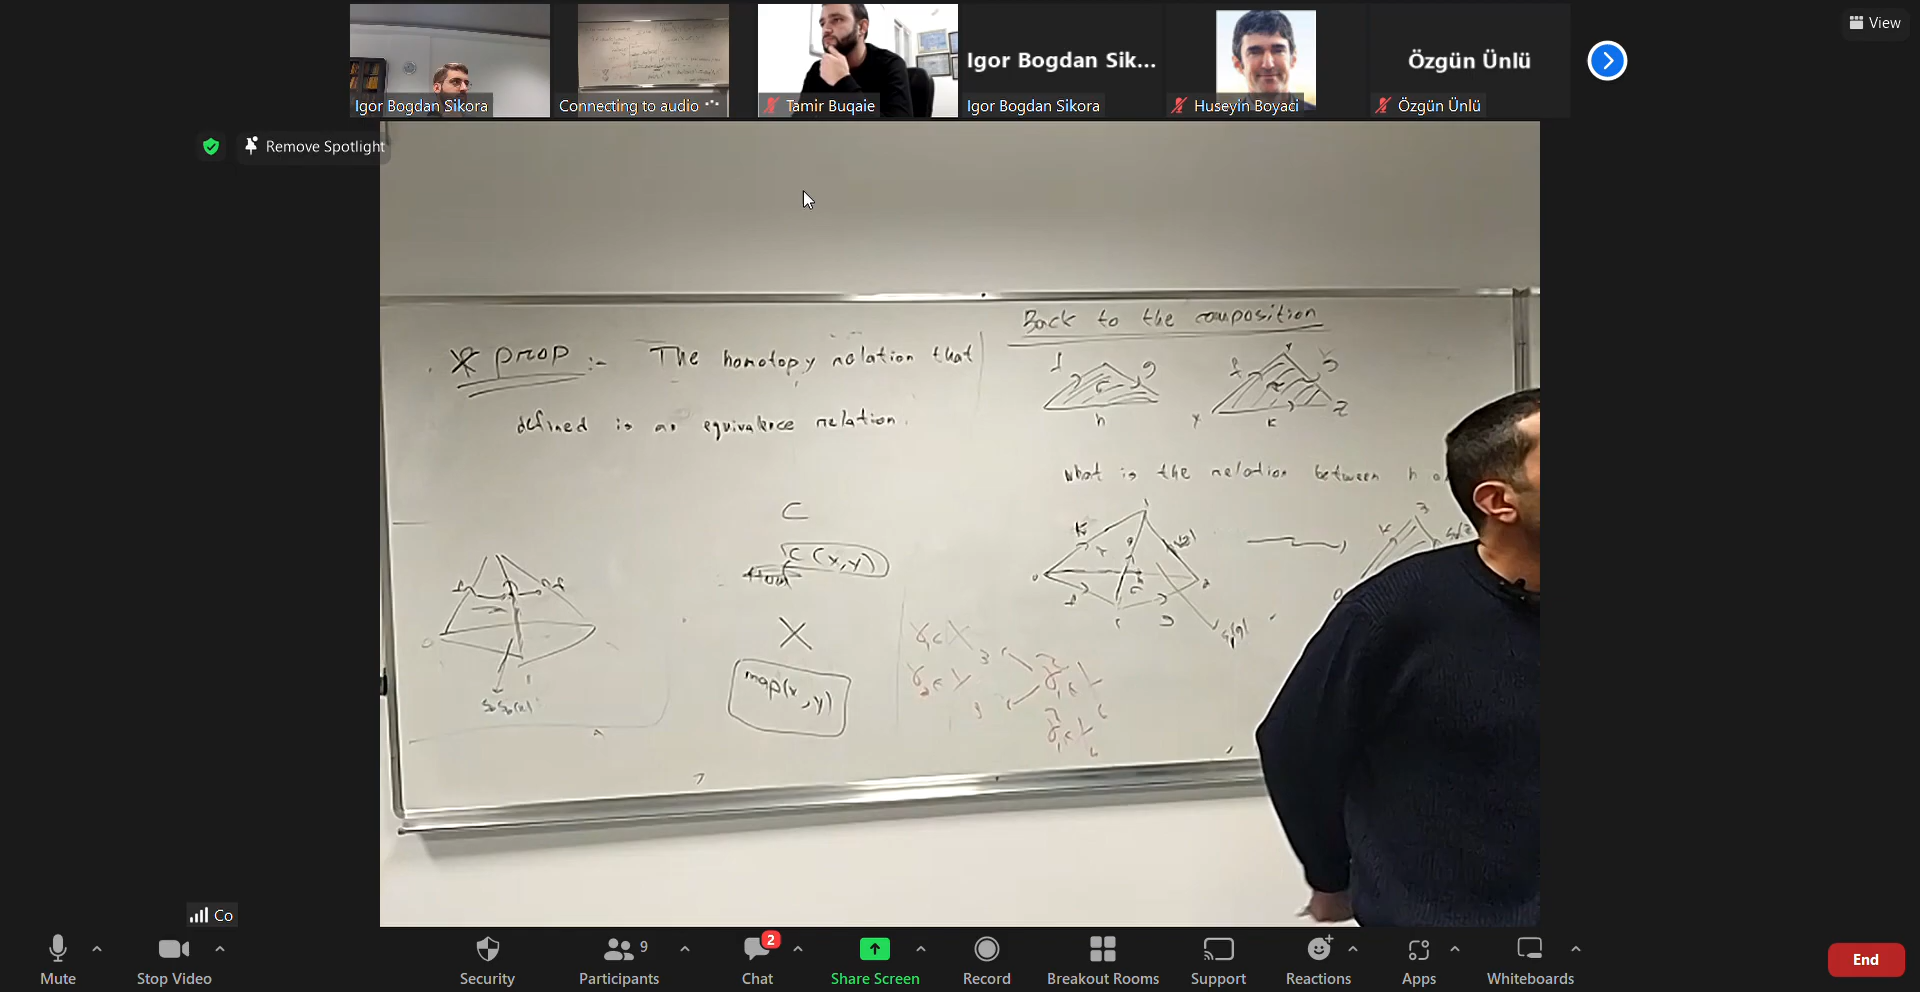 View
Igor Bogdan Sikora
Connecting to audio
Tamir Buqaie
Igor Bogdan Sik...
Igor Bogdan Sikora
Huseyin Boyaci
Özgün Ünlü
Özgün Ünlü
Remove Spotlight
prop :- The homotopy relation that
defined is an equivalence relation.
C
C(x,y)
X
map(x,y)
Back to the composition
f g
h
f g
x z
k
What is the relation between h
Co
Mute
Stop Video
Security
Participants
9
Chat
2
Share Screen
Record
Breakout Rooms
Support
Reactions
Apps
Whiteboards
End